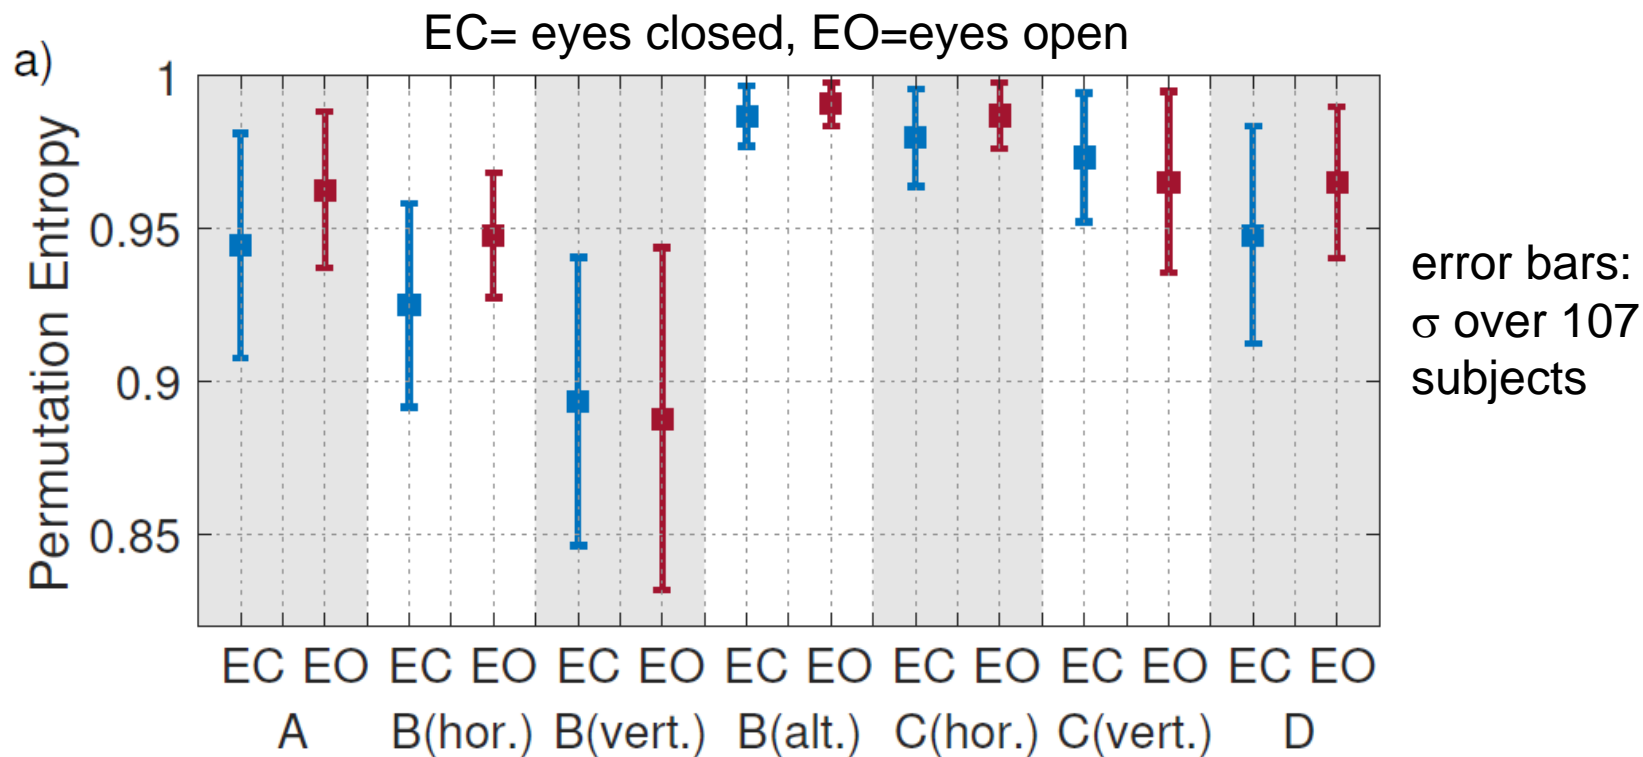 EC= eyes closed, EO=eyes open
a)
Permutation Entropy
1
0.95
0.9
0.85
error bars:
σ over 107
subjects
EC EO EC EO EC EO EC EO EC EO EC EO EC EO
A B(hor.) B(vert.) B(alt.) C(hor.) C(vert.) D